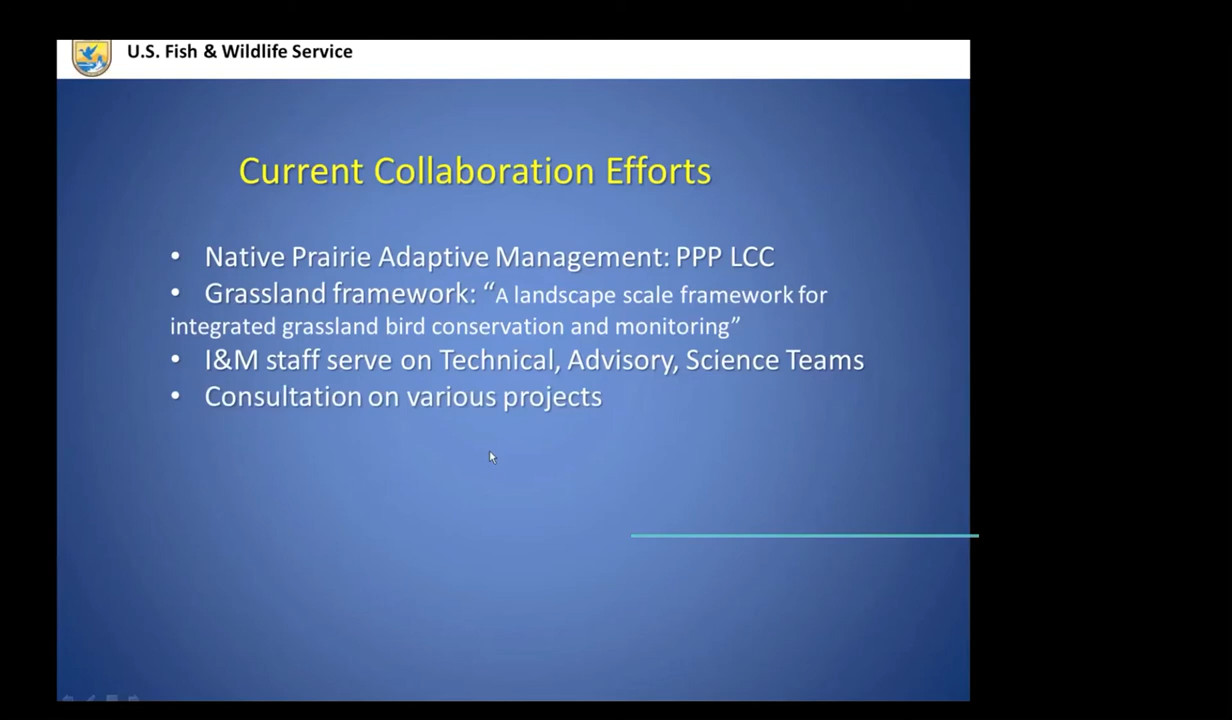 U.S. Fish & Wildlife Service
Current Collaboration Efforts
• Native Prairie Adaptive Management: PPP LCC
• Grassland framework: “A landscape scale framework for
integrated grassland bird conservation and monitoring”
• I&M staff serve on Technical, Advisory, Science Teams
• Consultation on various projects